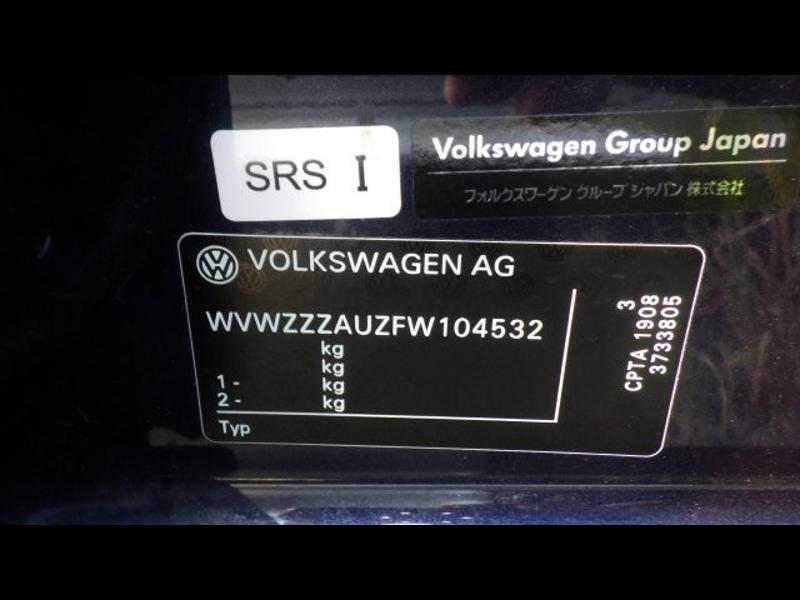 SRS I
Volkswagen Group Japan
フォルクスワーゲン グループ ジャパン 株式会社
VOLKSWAGEN AG
WVWZZZAUZFW104532
kg
kg
1 - kg
2 - kg
Typ
3
CPTA 1908
3733805